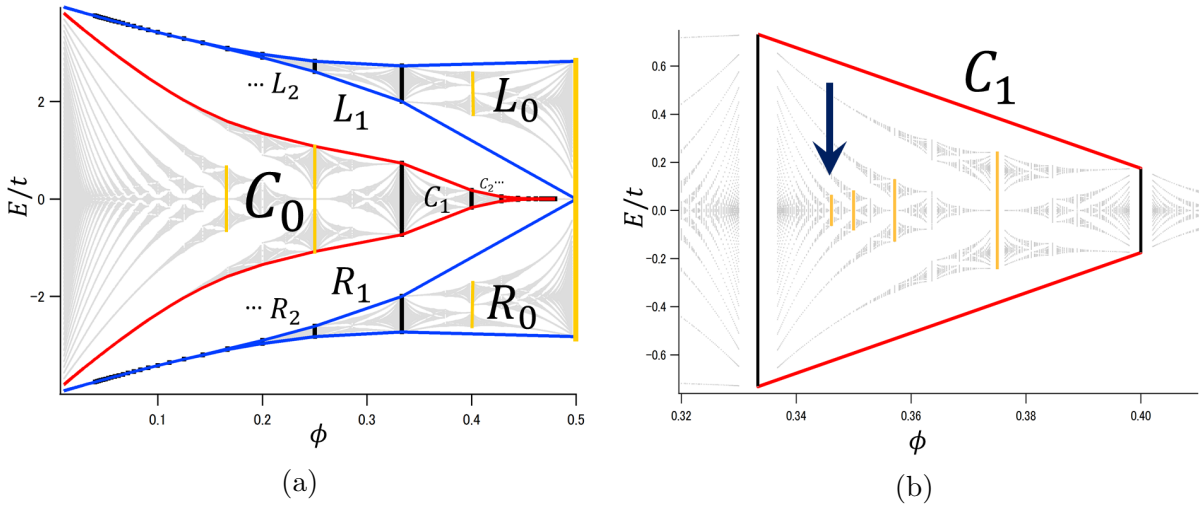 2
0
−2
E/t
0.1
0.2
0.3
0.4
0.5
ϕ
··· L₂
L₁
L₀
C₀
C₁
C₂···
R₁
··· R₂
R₀
(a)
0.6
0.4
0.2
0.0
−0.2
−0.4
−0.6
E/t
0.32
0.34
0.36
0.38
0.40
ϕ
C₁
(b)